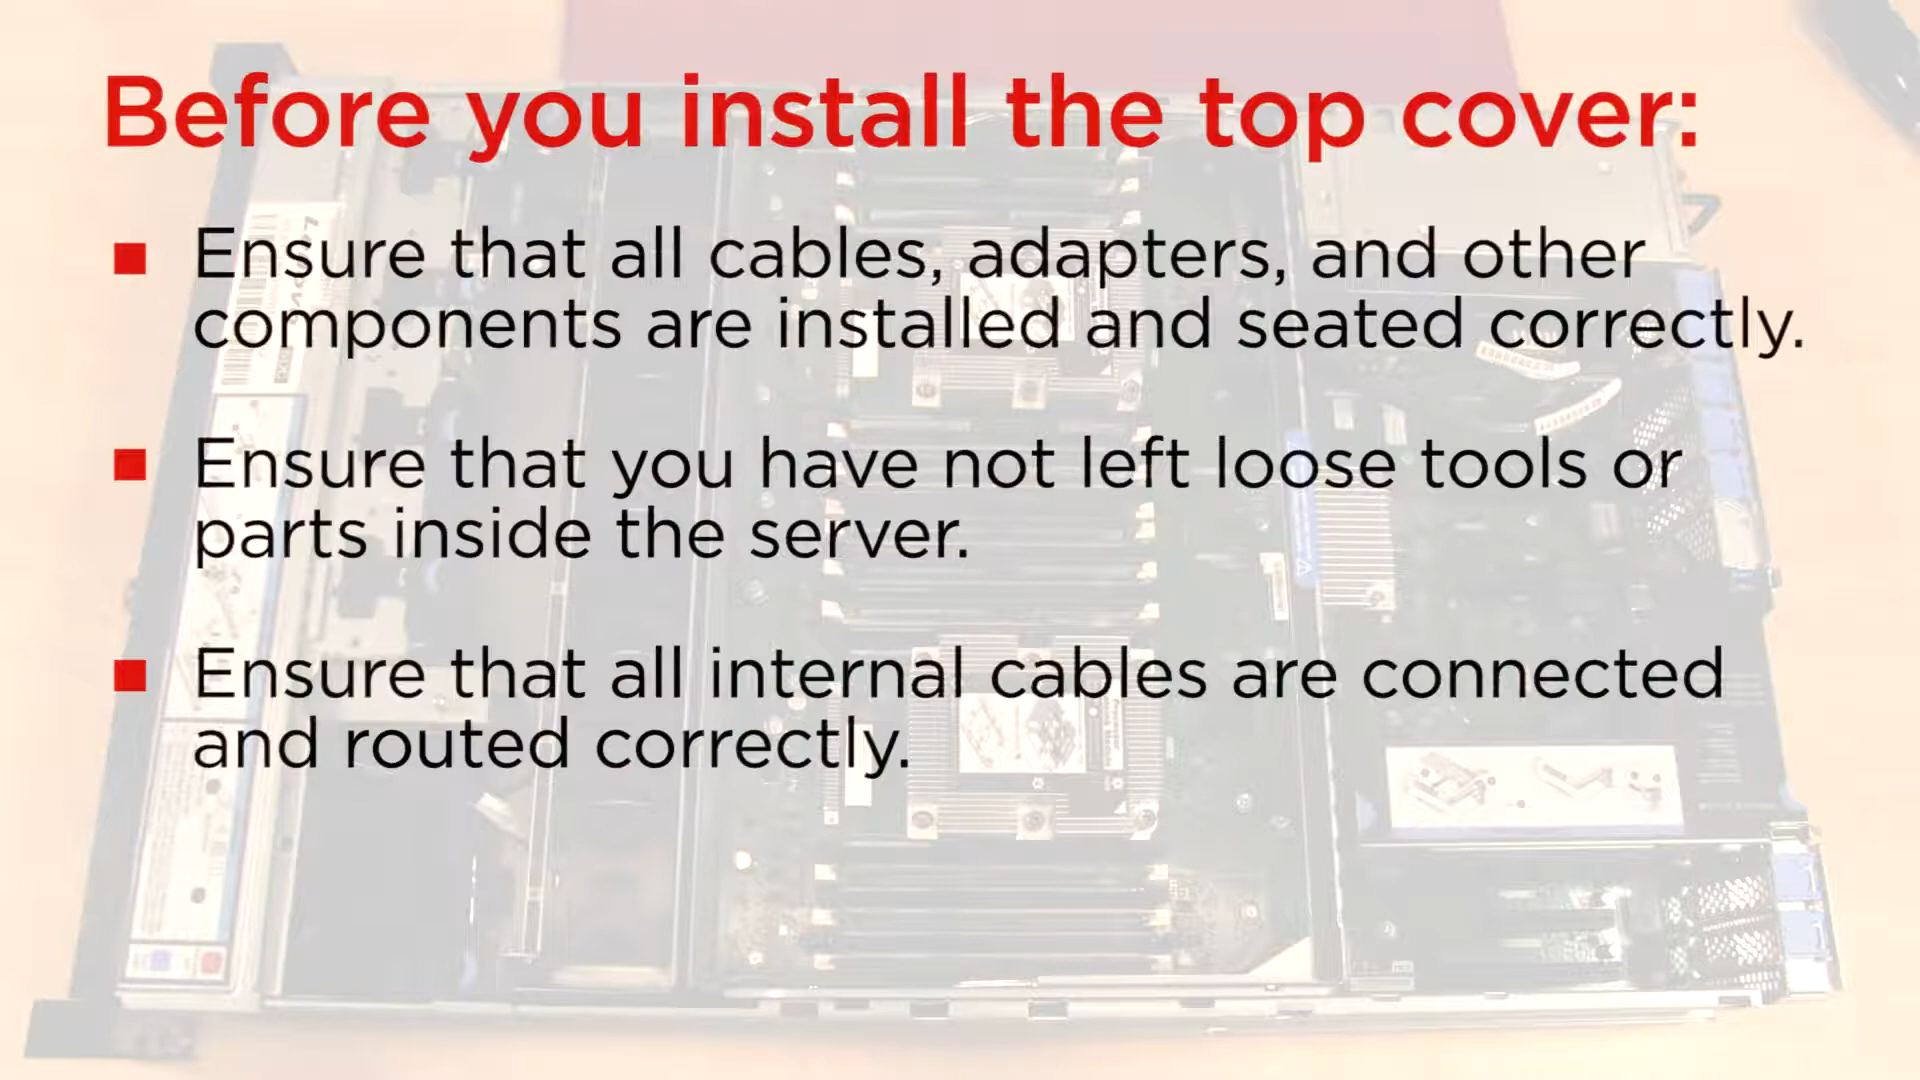 Before you install the top cover:
Ensure that all cables, adapters, and other
components are installed and seated correctly.
Ensure that you have not left loose tools or
parts inside the server.
Ensure that all internal cables are connected
and routed correctly.